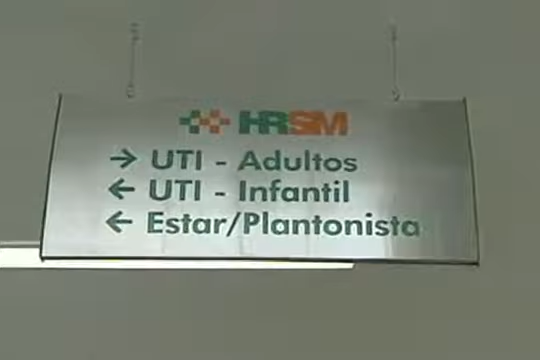 HRSM
→ UTI - Adultos
← UTI - Infantil
← Estar/Plantonista